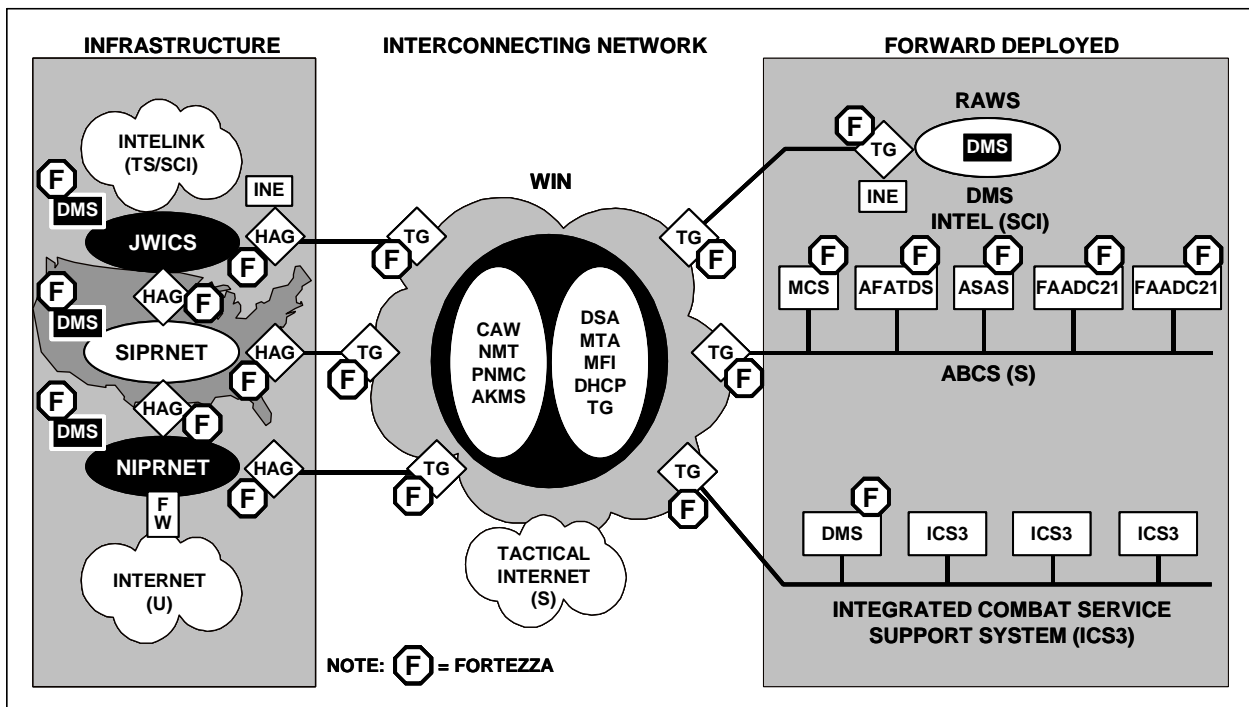 INFRASTRUCTURE
INTERCONNECTING NETWORK
FORWARD DEPLOYED
INTELINK
(TS/SCI)
F
DMS
INE
HAG
F
JWICS
HAG
F
F
DMS
SIPRNET
HAG
F
HAG
F
F
DMS
NIPRNET
HAG
F
F
W
INTERNET
(U)
WIN
TG
F
TG
F
TG
F
CAW
NMT
PNMC
AKMS
DSA
MTA
MFI
DHCP
TG
TG
F
TG
F
TG
F
TACTICAL
INTERNET
(S)
NOTE: F = FORTEZZA
RAWS
F
TG
DMS
INE
DMS
INTEL (SCI)
F
MCS
F
AFATDS
F
ASAS
F
FAADC21
F
FAADC21
ABCS (S)
F
DMS
ICS3
ICS3
ICS3
INTEGRATED COMBAT SERVICE
SUPPORT SYSTEM (ICS3)